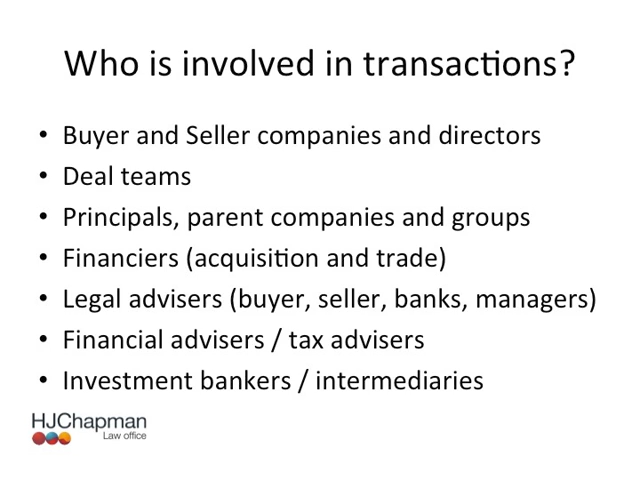 Who is involved in transactions?
• Buyer and Seller companies and directors
• Deal teams
• Principals, parent companies and groups
• Financiers (acquisition and trade)
• Legal advisers (buyer, seller, banks, managers)
• Financial advisers / tax advisers
• Investment bankers / intermediaries
HJChapman
Law office